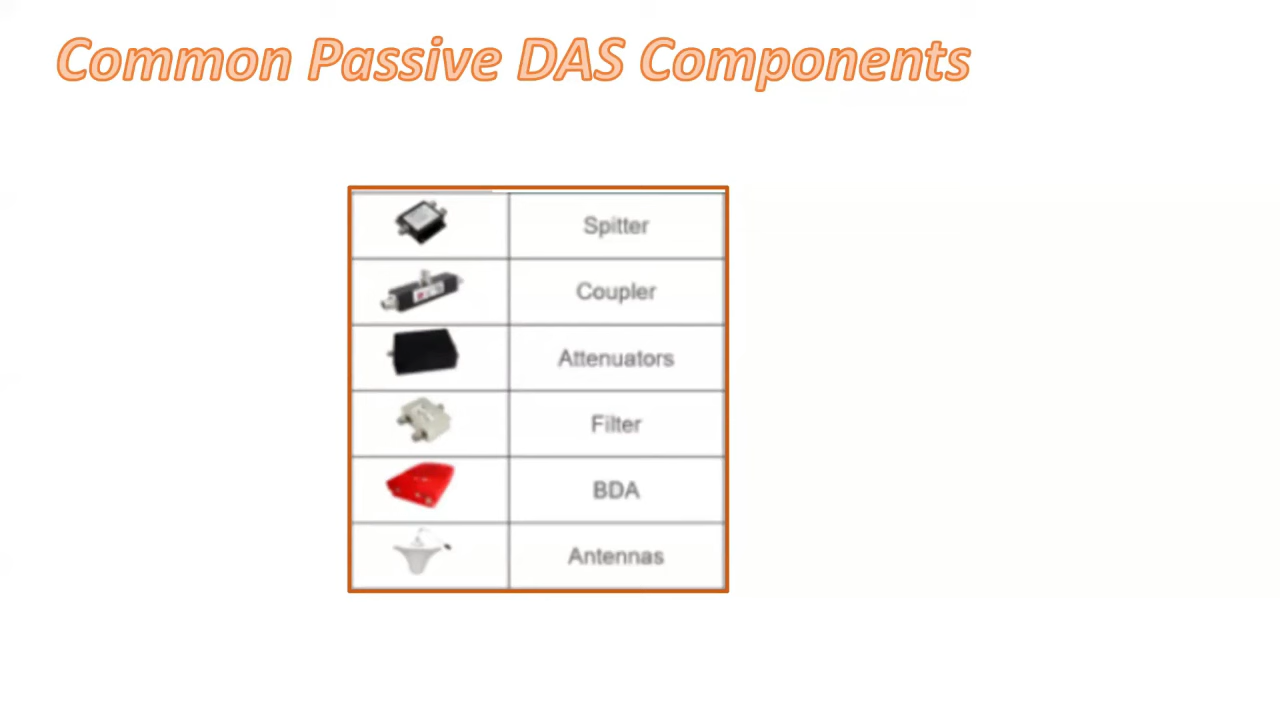 Common Passive DAS Components
Spitter
Coupler
Attenuators
Filter
BDA
Antennas